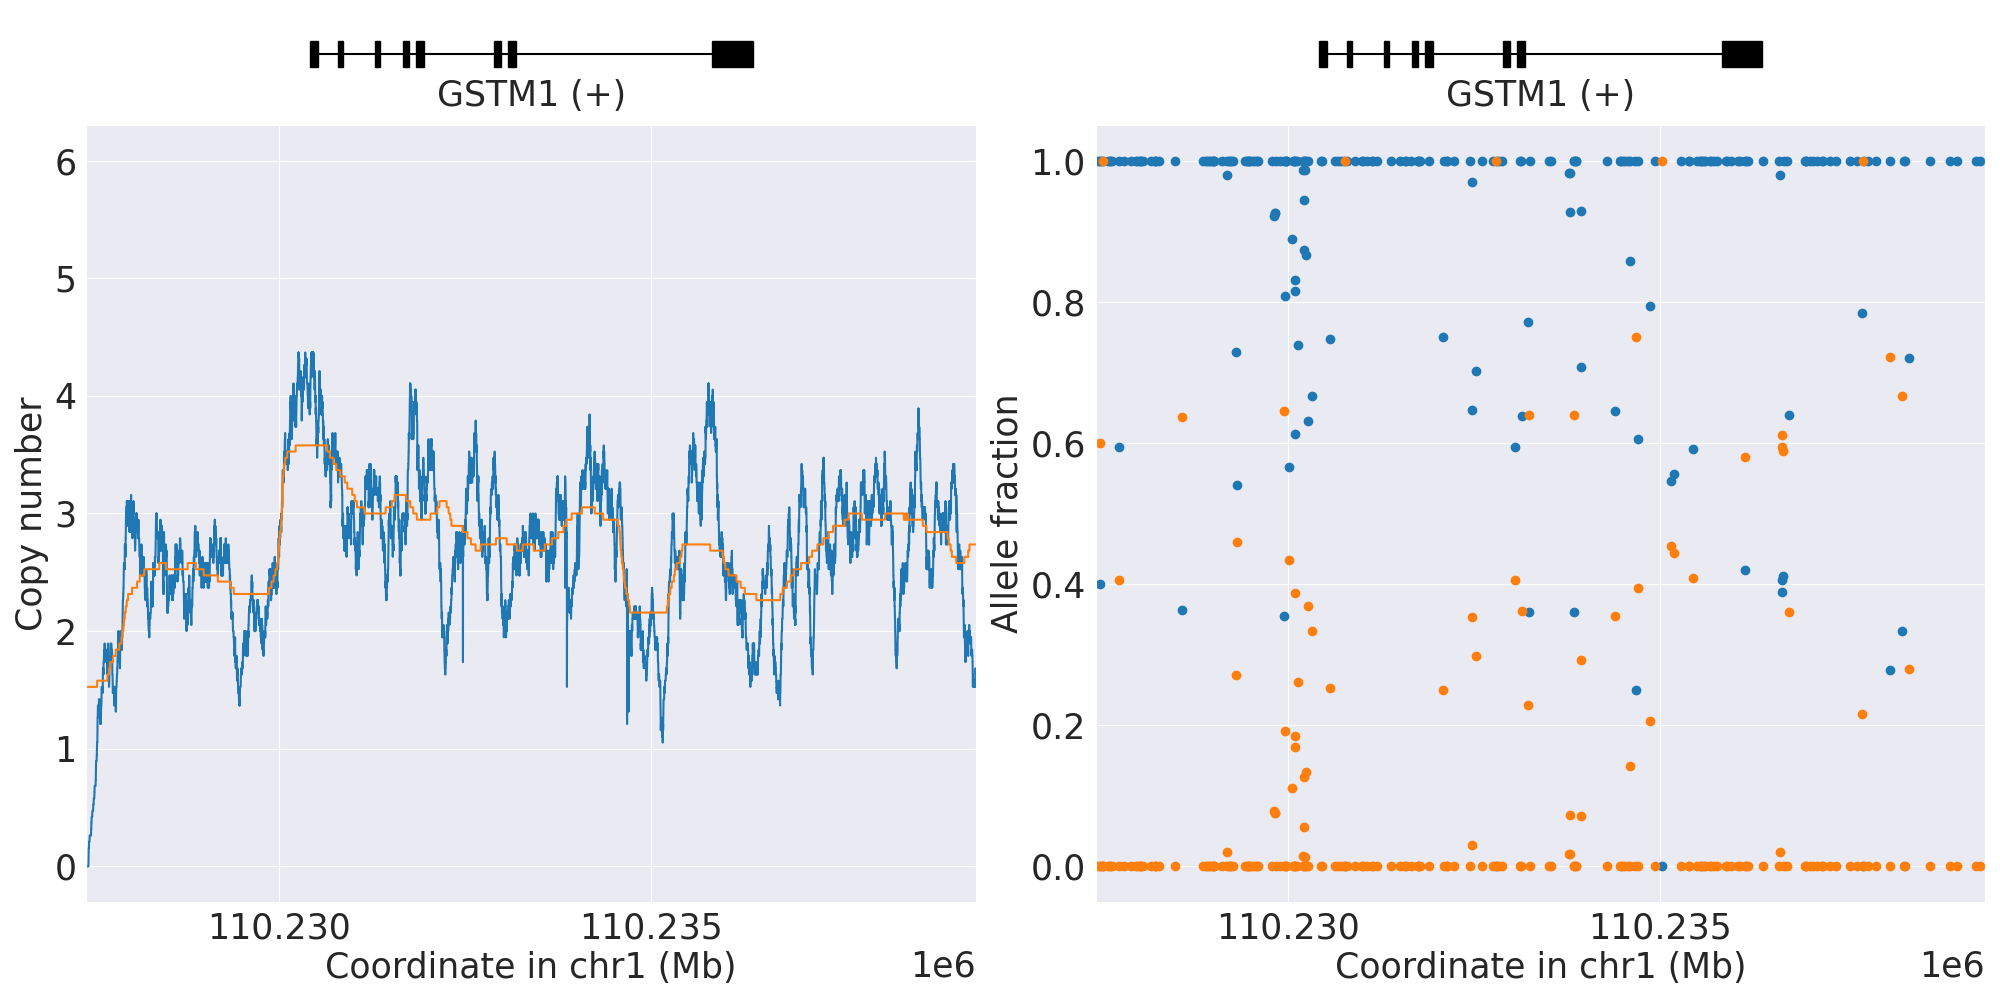 GSTM1 (+)
6
5
4
3
2
1
0
Copy number
110.230
110.235
Coordinate in chr1 (Mb)
1e6
GSTM1 (+)
1.0
0.8
0.6
0.4
0.2
0.0
Allele fraction
110.230
110.235
Coordinate in chr1 (Mb)
1e6